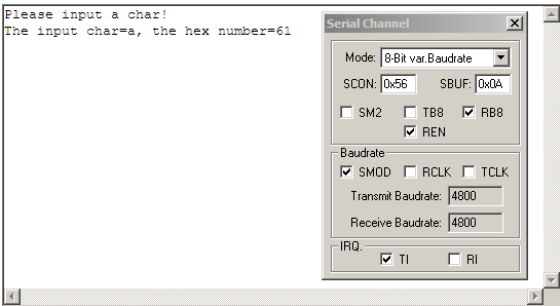 Please input a char!
The input char=a, the hex number=61
Serial Channel
Mode: 8-Bit var.Baudrate
SCON: 0x56 SBUF: 0x0A
SM2 TB8 RB8
REN
Baudrate
SMOD RCLK TCLK
Transmit Baudrate: 4800
Receive Baudrate: 4800
IRQ.
TI RI